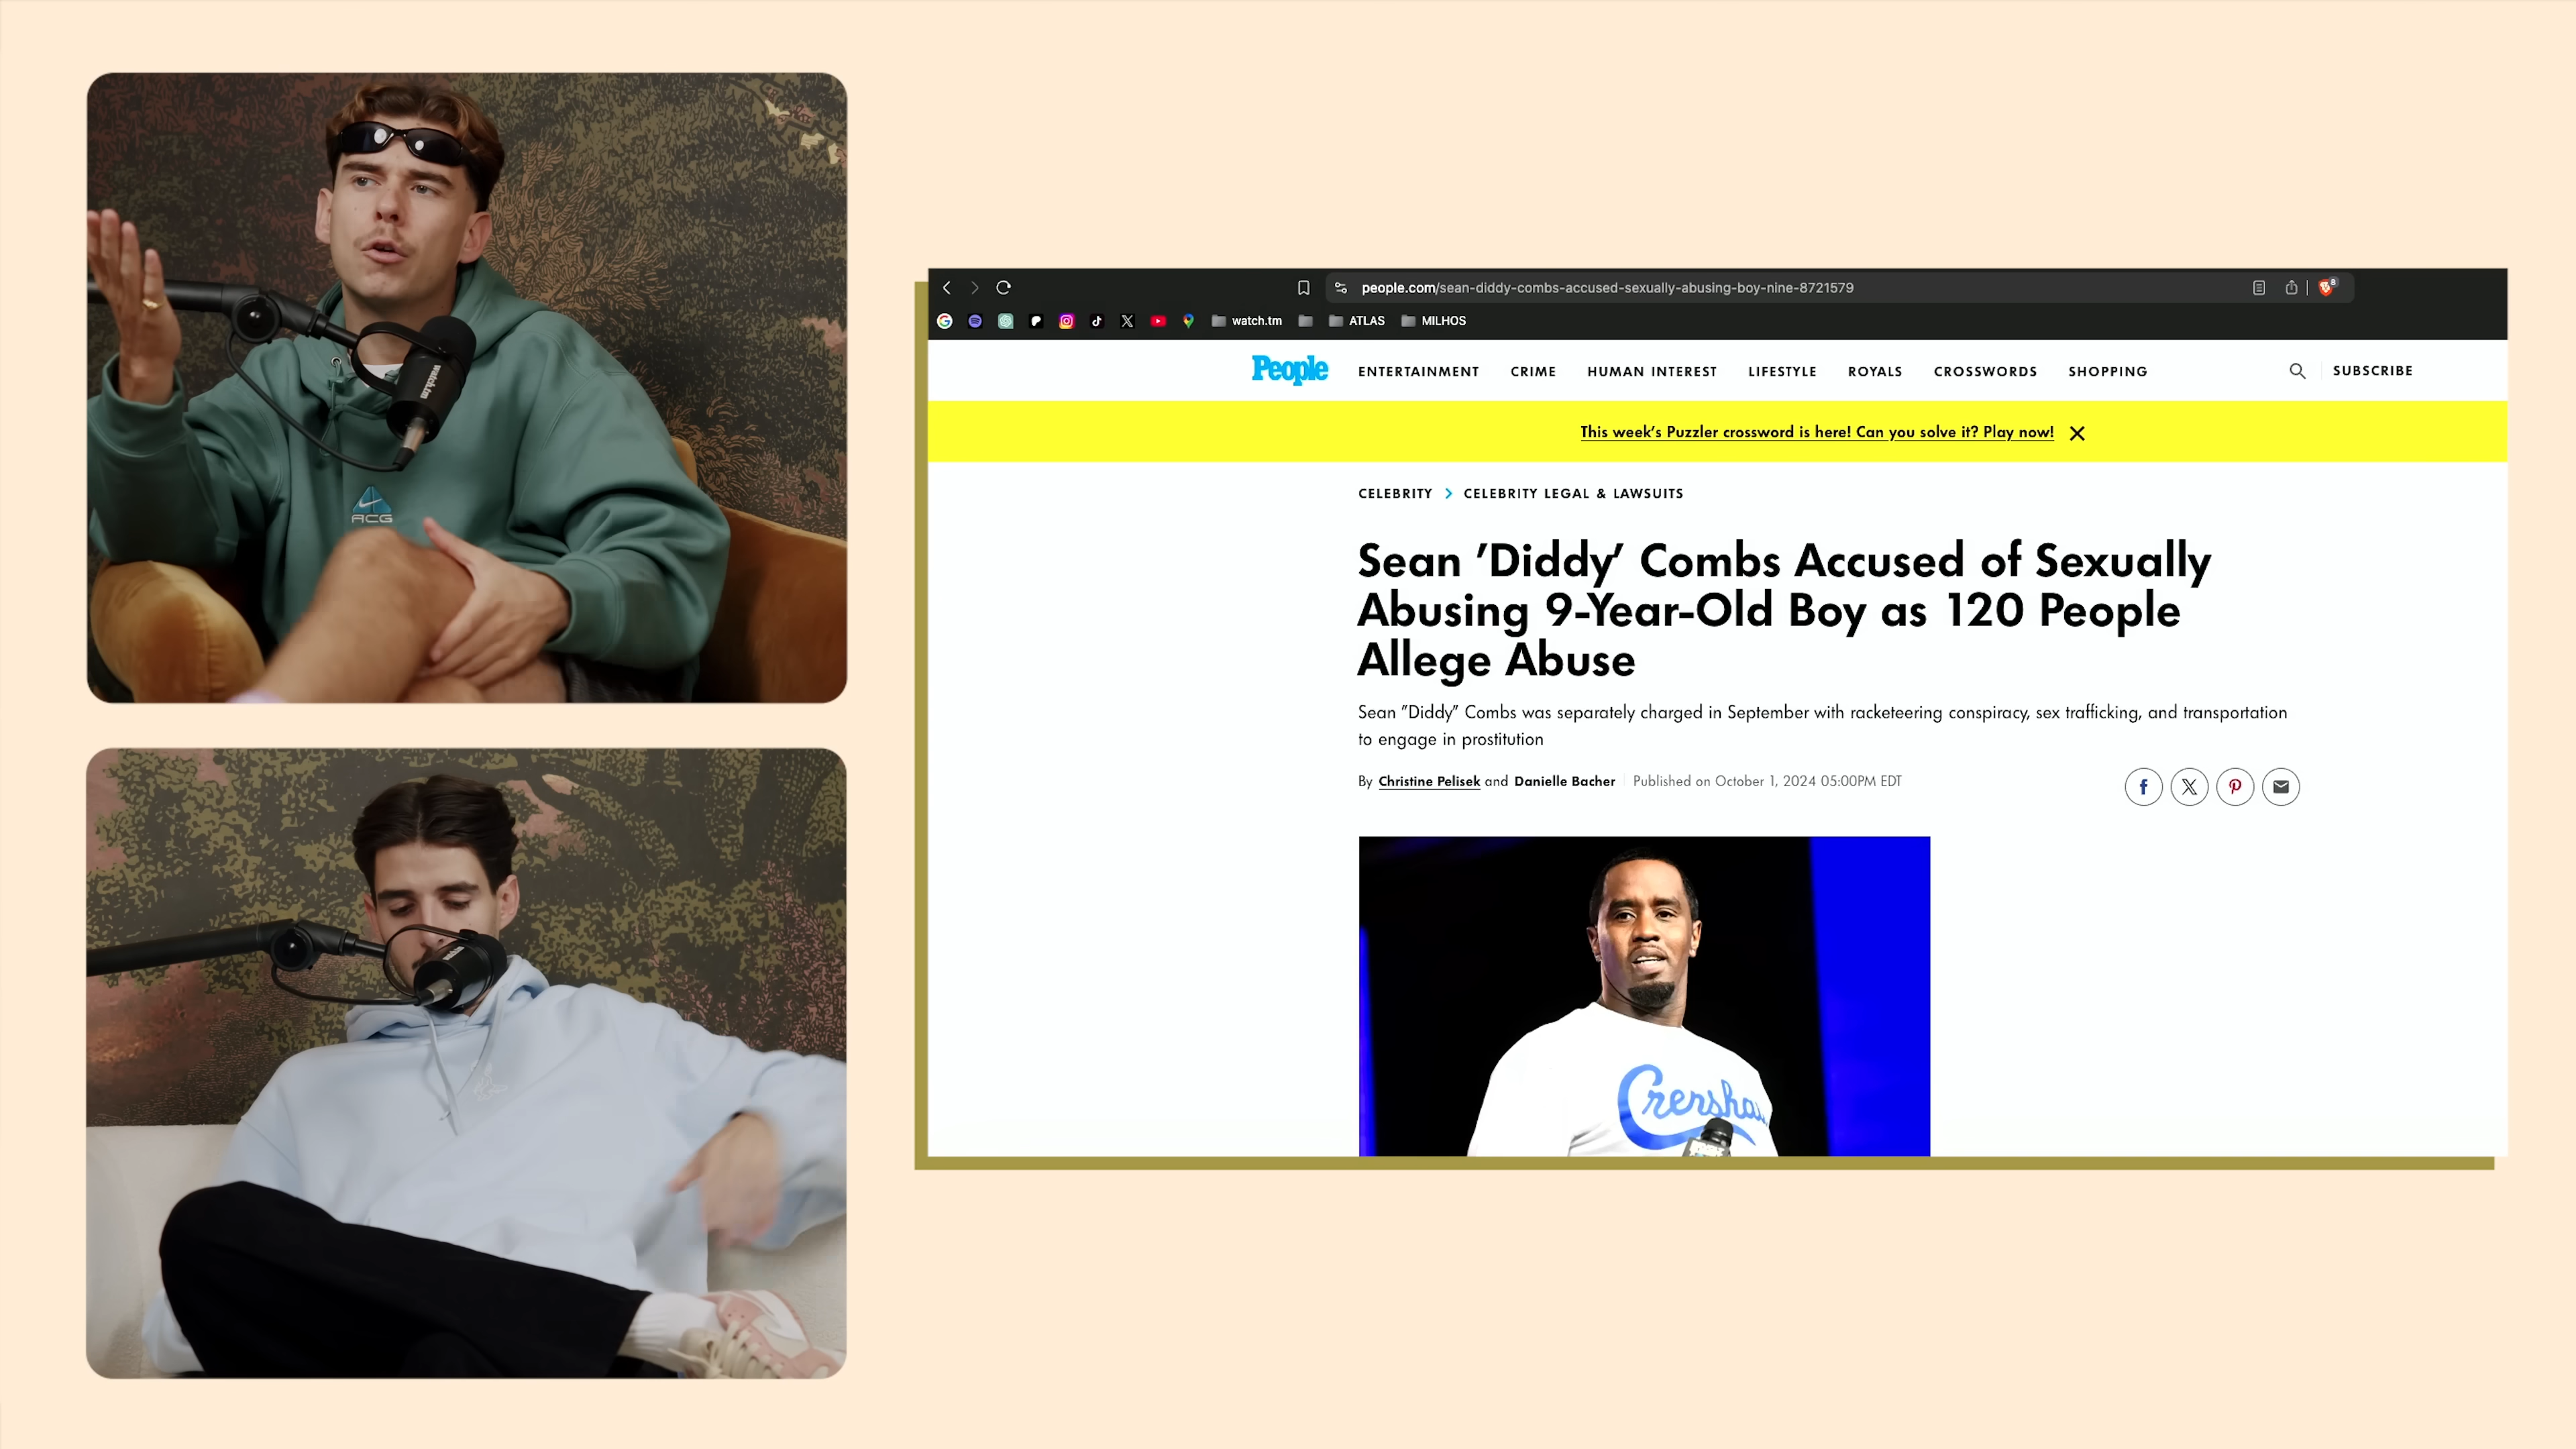 watch.tm
ACG
people.com/sean-diddy-combs-accused-sexually-abusing-boy-nine-8721579
8
watch.tm
ATLAS
MILHOS
People
ENTERTAINMENT
CRIME
HUMAN INTEREST
LIFESTYLE
ROYALS
CROSSWORDS
SHOPPING
SUBSCRIBE
This week's Puzzler crossword is here! Can you solve it? Play now!
CELEBRITY > CELEBRITY LEGAL & LAWSUITS
Sean 'Diddy' Combs Accused of Sexually
Abusing 9-Year-Old Boy as 120 People
Allege Abuse
Sean "Diddy" Combs was separately charged in September with racketeering conspiracy, sex trafficking, and transportation
to engage in prostitution
By Christine Pelisek and Danielle Bacher Published on October 1, 2024 05:00PM EDT
Crensha